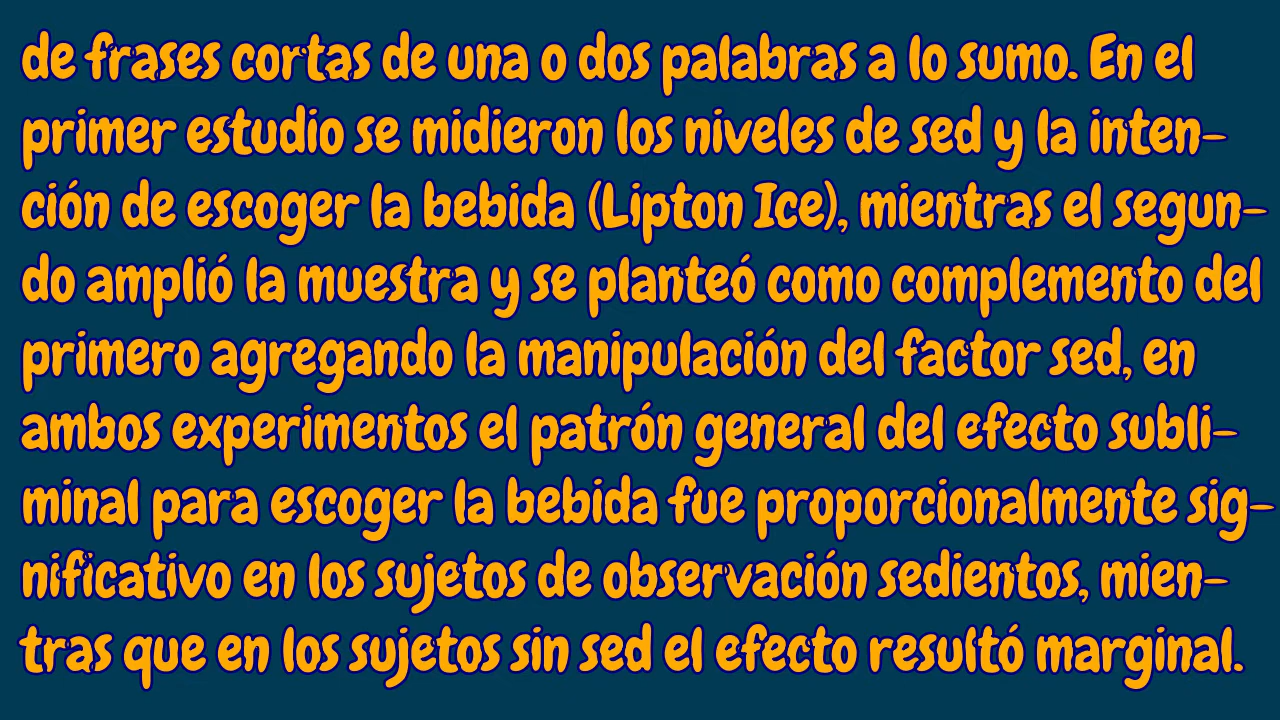 de frases cortas de una o dos palabras a lo sumo. En el
primer estudio se midieron los niveles de sed y la inten-
ción de escoger la bebida (Lipton Ice), mientras el segun-
do amplió la muestra y se planteó como complemento del
primero agregando la manipulación del factor sed, en
ambos experimentos el patrón general del efecto subli-
minal para escoger la bebida fue proporcionalmente sig-
nificativo en los sujetos de observación sedientos, mien-
tras que en los sujetos sin sed el efecto resultó marginal.